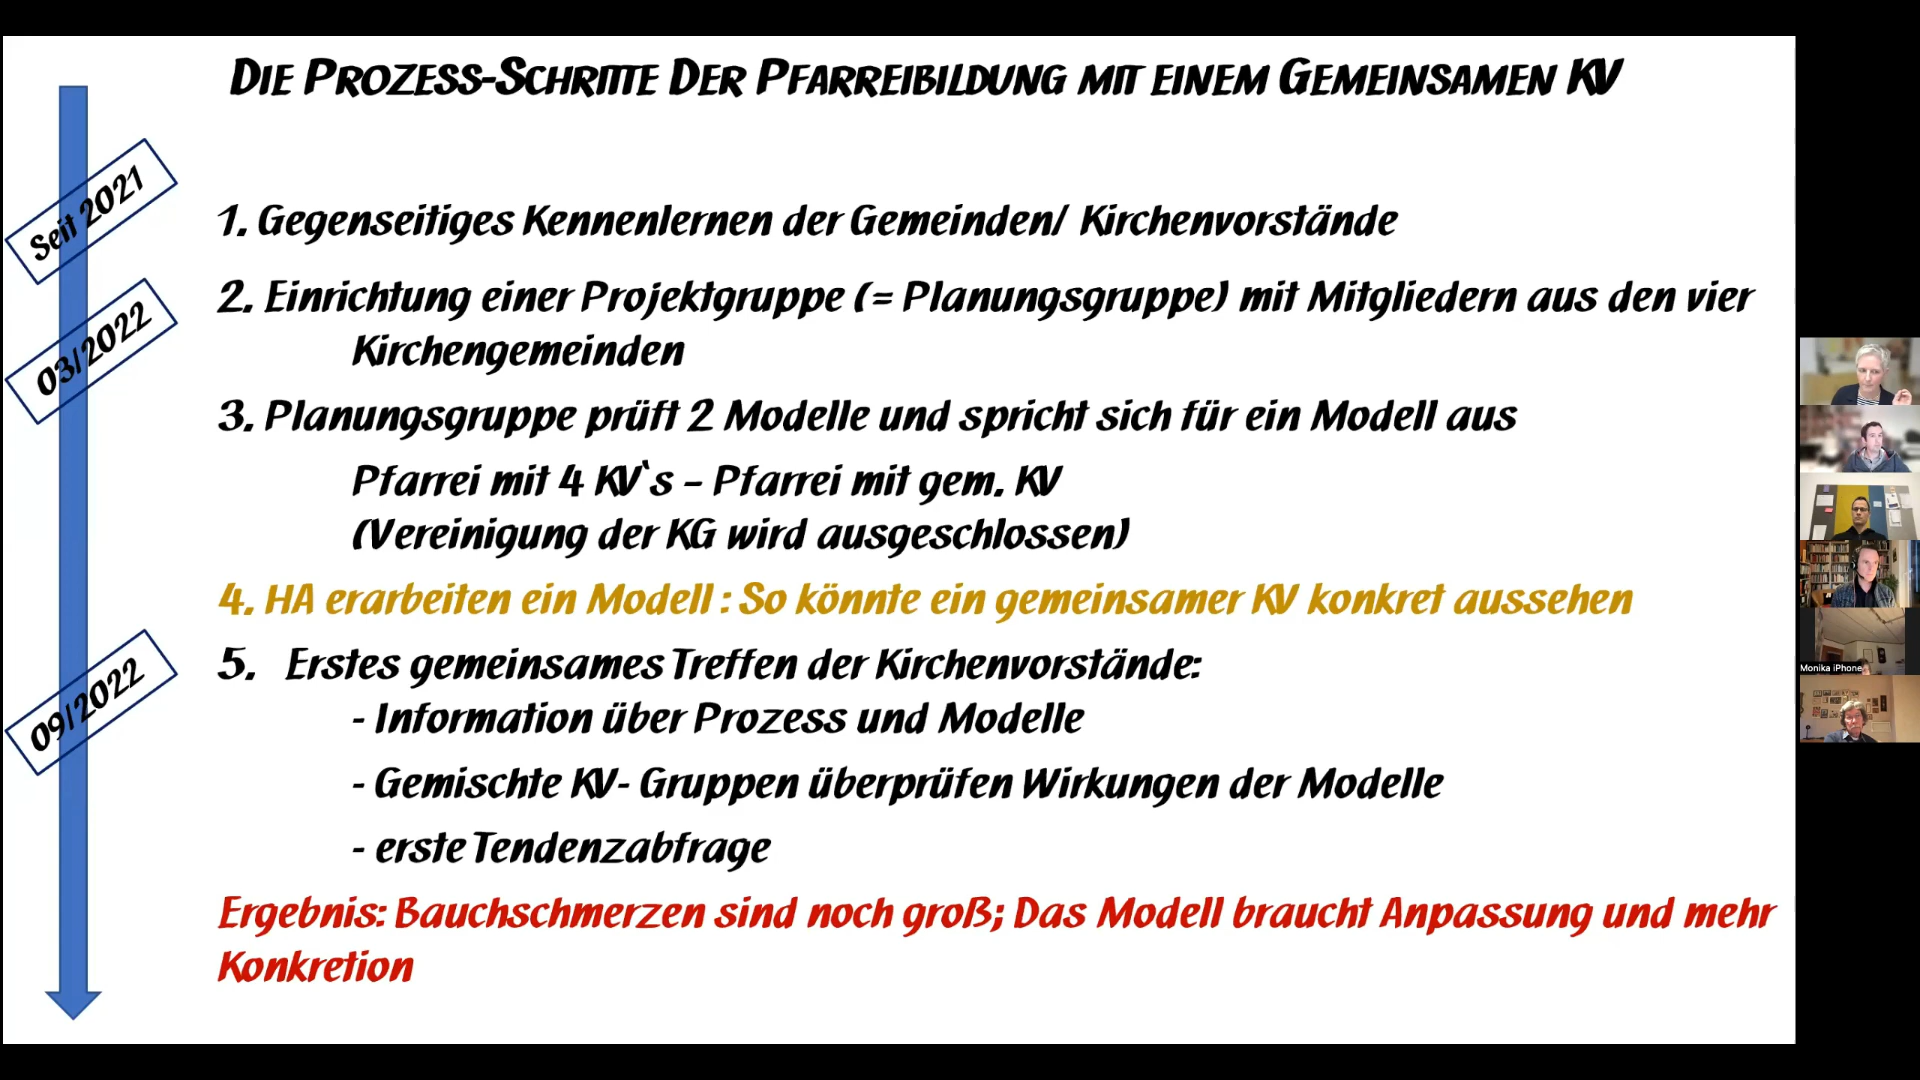 Die Prozess-Schritte Der Pfarreibildung mit einem Gemeinsamen KV
Seit 2021
1. Gegenseitiges Kennenlernen der Gemeinden/ Kirchenvorstände
03/2022
2. Einrichtung einer Projektgruppe (= Planungsgruppe) mit Mitgliedern aus den vier
Kirchengemeinden
3. Planungsgruppe prüft 2 Modelle und spricht sich für ein Modell aus
Pfarrei mit 4 KV`s – Pfarrei mit gem. KV
(Vereinigung der KG wird ausgeschlossen)
4. HA erarbeiten ein Modell : So könnte ein gemeinsamer KV konkret aussehen
09/2022
5. Erstes gemeinsames Treffen der Kirchenvorstände:
- Information über Prozess und Modelle
- Gemischte KV- Gruppen überprüfen Wirkungen der Modelle
- erste Tendenzabfrage
Ergebnis: Bauchschmerzen sind noch groß; Das Modell braucht Anpassung und mehr
Konkretion
Monika iPhone